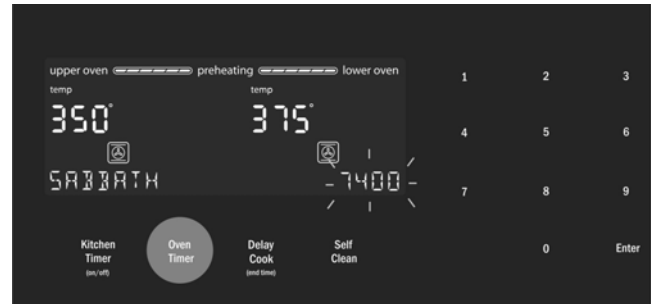 upper oven preheating lower oven
temp temp
350° 375°
SABBATH 7400
1 2 3
4 5 6
7 8 9
0 Enter
Kitchen Timer (on/off)
Oven Timer
Delay Cook (end time)
Self Clean